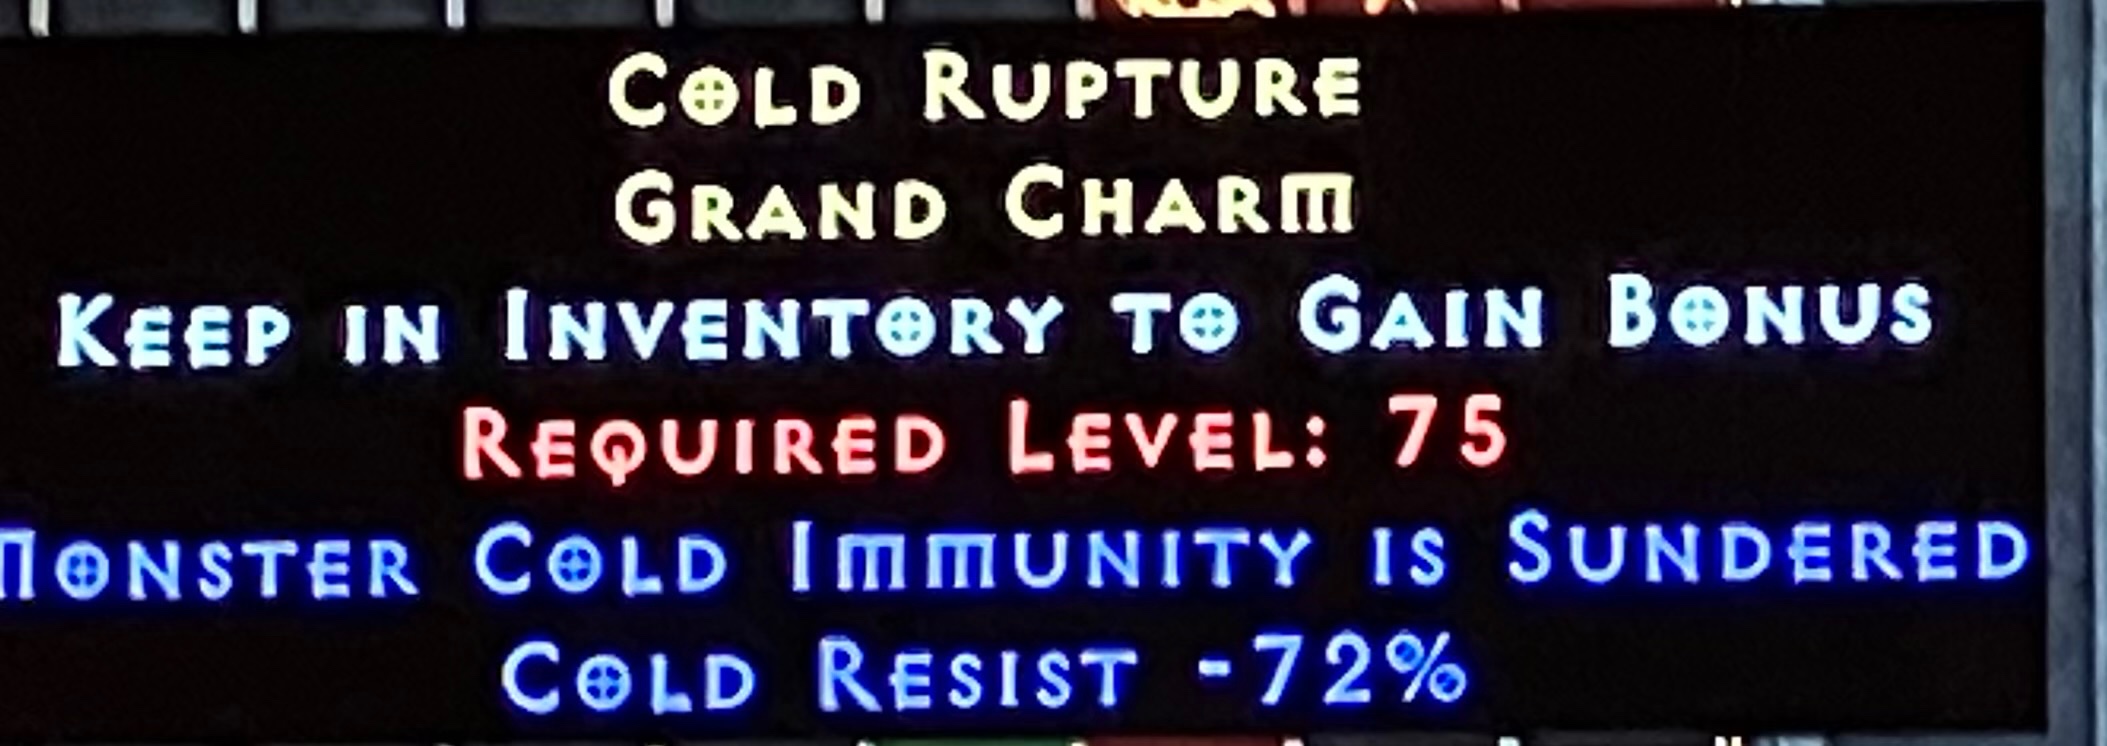 Cold Rupture
Grand Charm
Keep in Inventory to Gain Bonus
Required Level: 75
Monster Cold Immunity is Sundered
Cold Resist -72%